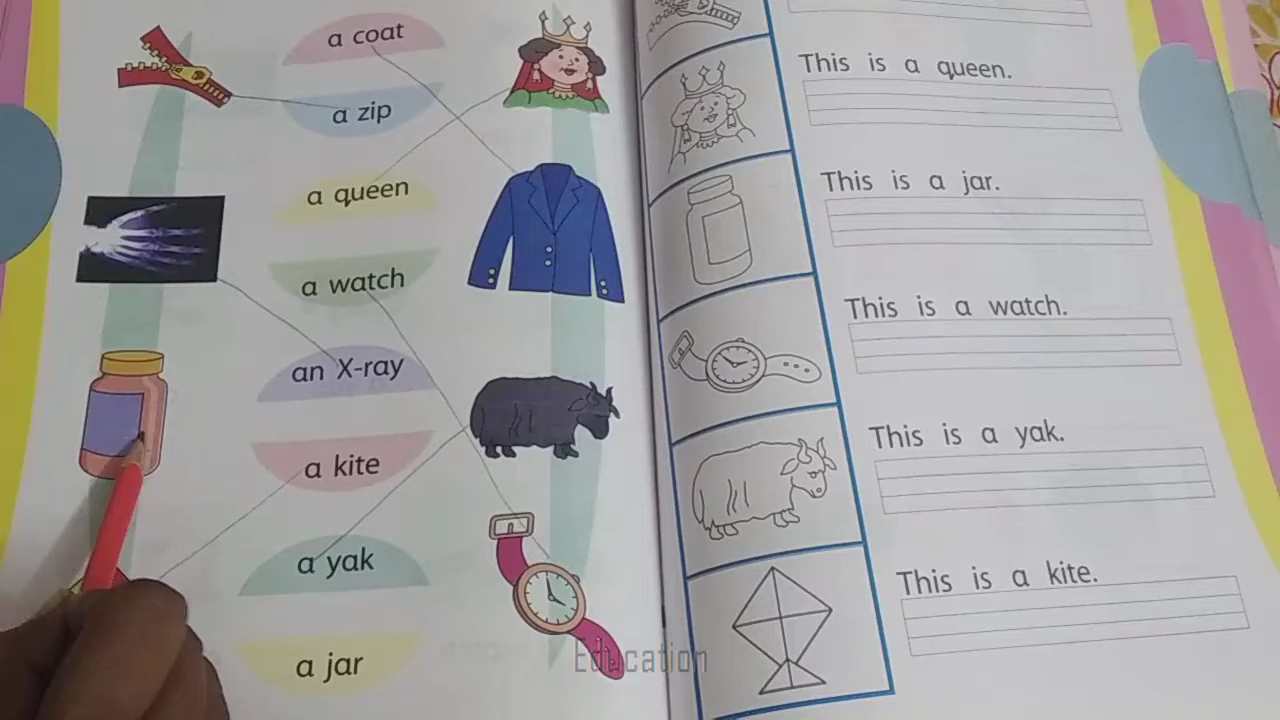 a coat
a zip
a queen
a watch
an X-ray
a kite
a yak
a jar
This is a queen.
This is a jar.
This is a watch.
This is a yak.
This is a kite.
Education